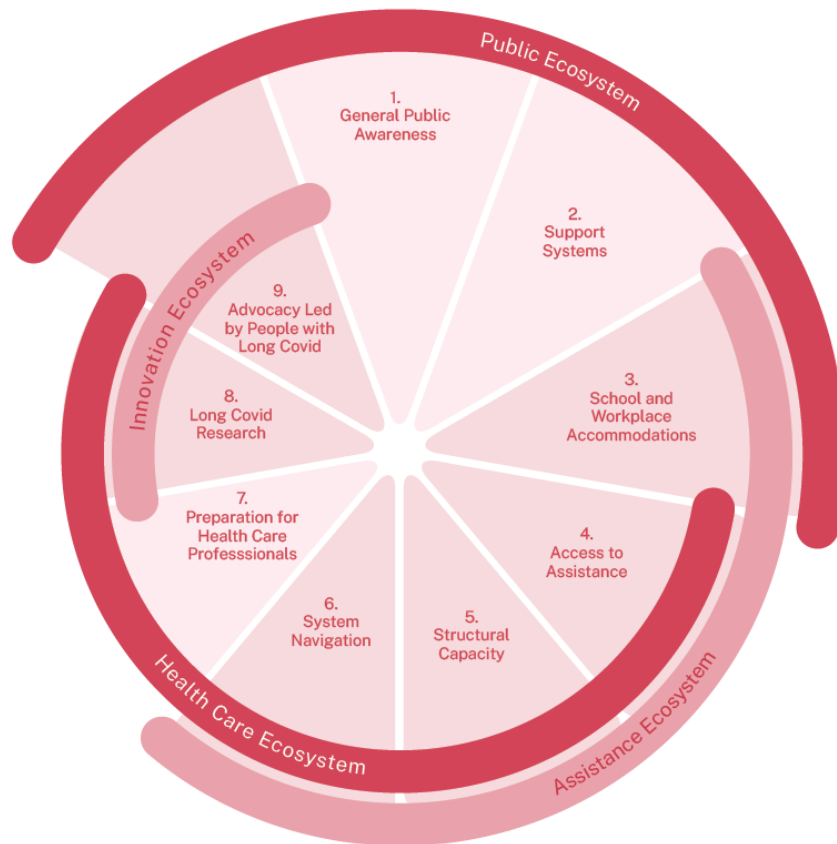 Public Ecosystem
1.
General Public
Awareness
2.
Support
Systems
3.
School and
Workplace
Accommodations
4.
Access to
Assistance
5.
Structural
Capacity
6.
System
Navigation
7.
Preparation for
Health Care
Professsionals
8.
Long Covid
Research
9.
Advocacy Led
by People with
Long Covid
Innovation Ecosystem
Health Care Ecosystem
Assistance Ecosystem